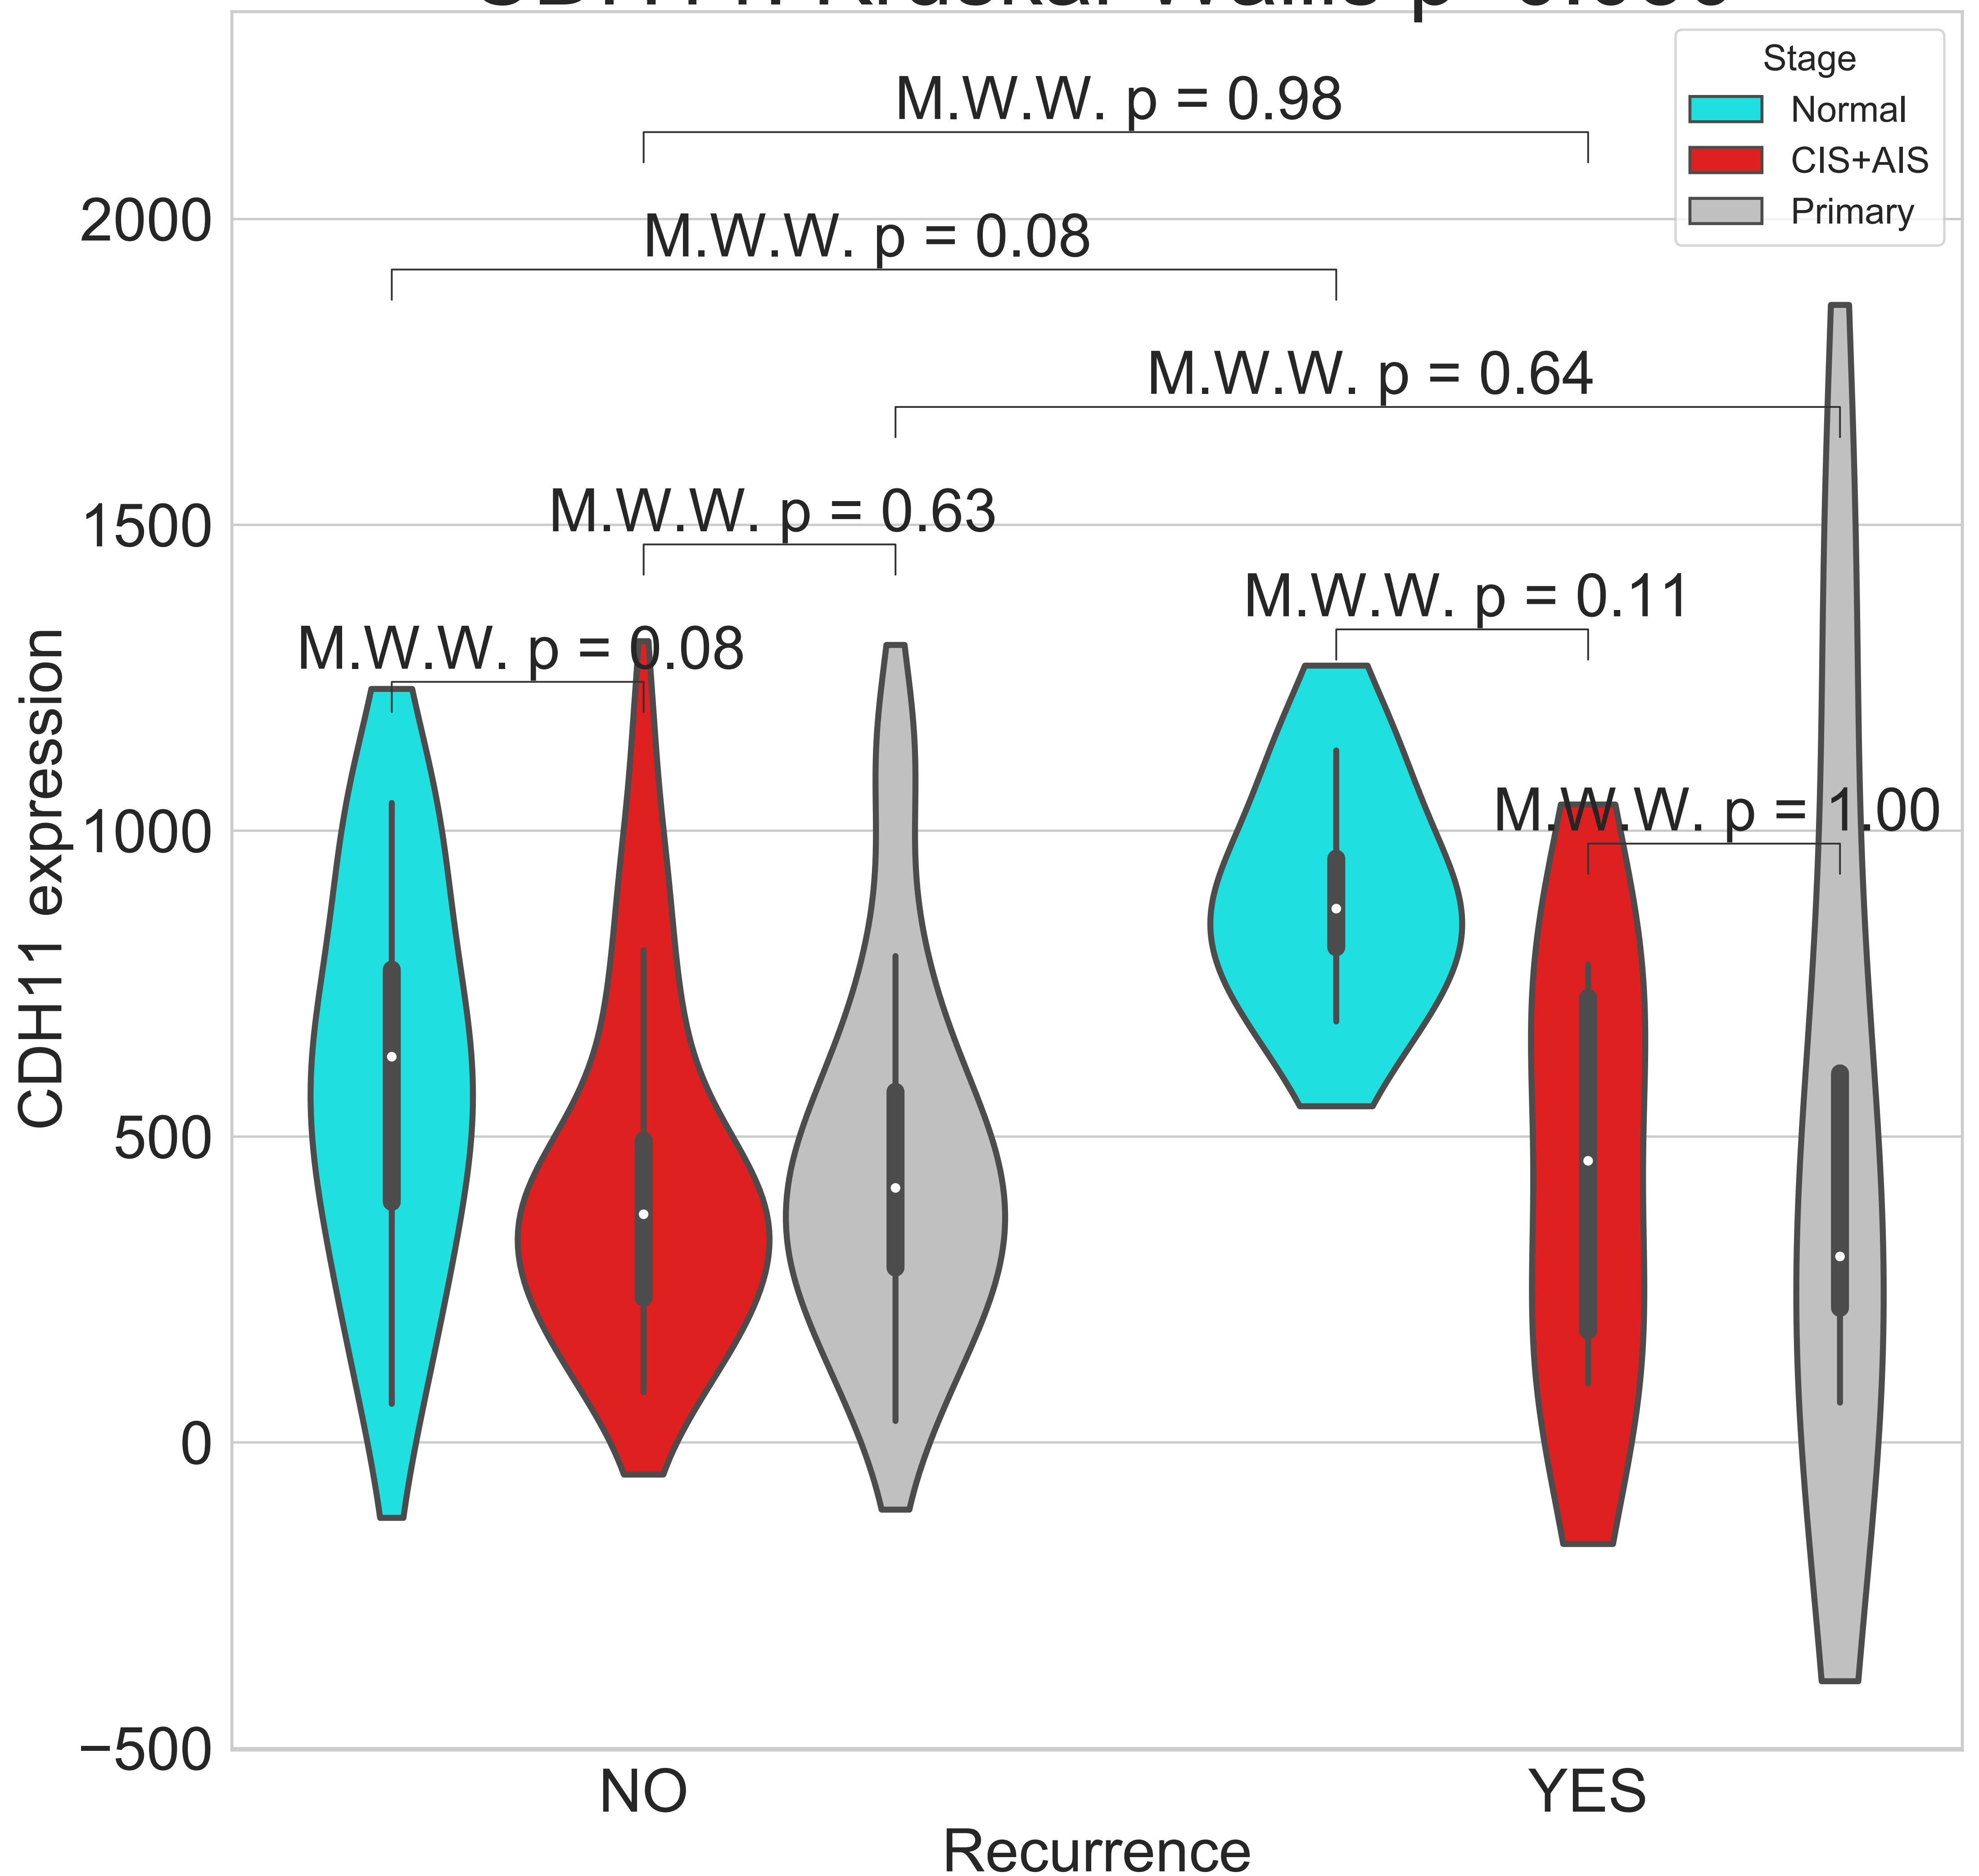 Stage
Normal
CIS+AIS
Primary
M.W.W. p = 0.98
M.W.W. p = 0.08
M.W.W. p = 0.64
M.W.W. p = 0.63
M.W.W. p = 0.11
M.W.W. p = 0.08
M.W.W. p = 1.00
CDH11 expression
2000
1500
1000
500
0
−500
NO
YES
Recurrence